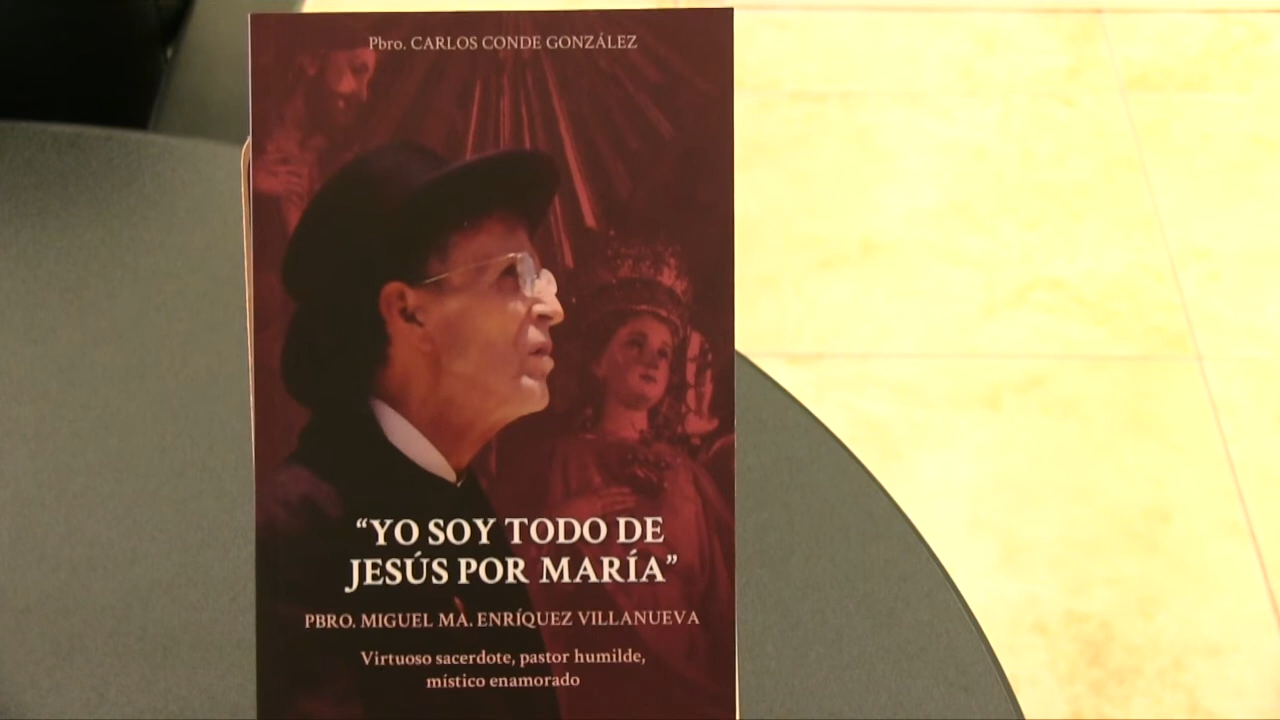 Pbro. CARLOS CONDE GONZÁLEZ
“YO SOY TODO DE
JESÚS POR MARÍA”
PBRO. MIGUEL MA. ENRÍQUEZ VILLANUEVA
Virtuoso sacerdote, pastor humilde,
místico enamorado